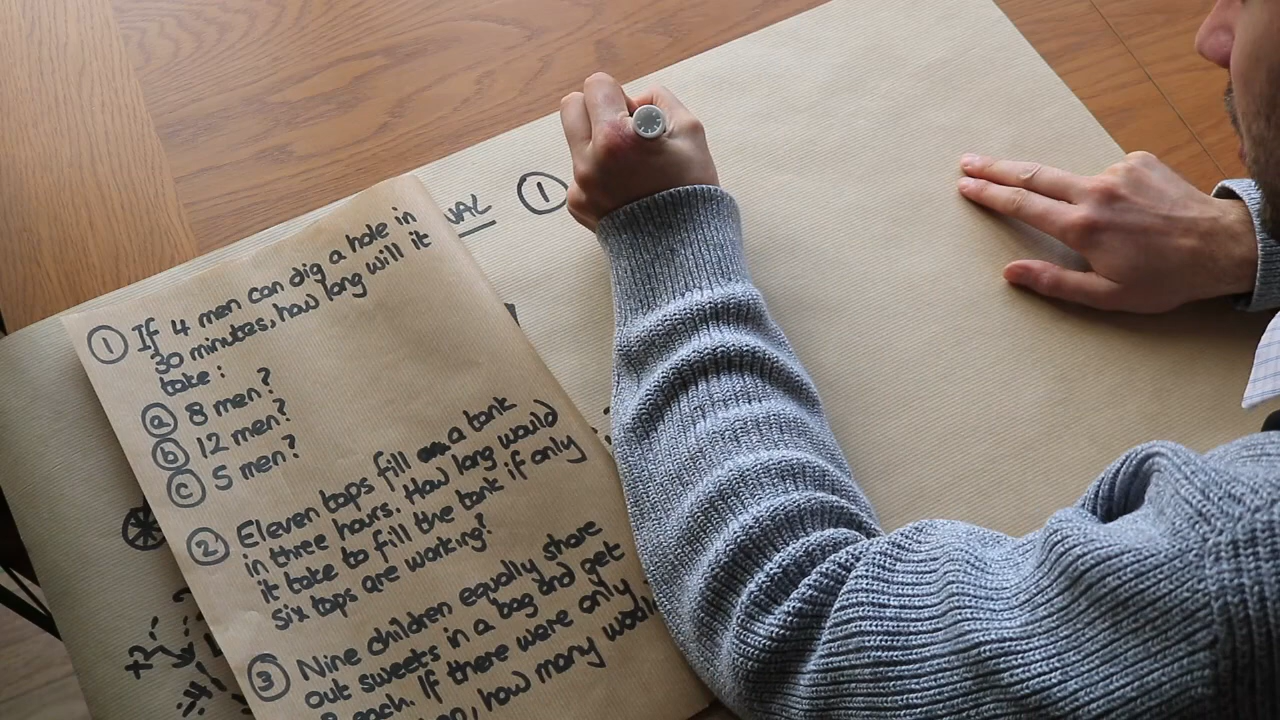 ① If 4 men can dig a hole in
30 minutes, how long will it
take:
ⓐ 8 men?
ⓑ 12 men?
ⓒ 5 men?
② Eleven taps fill a tank
in three hours. How long would
it take to fill the tank if only
six taps are working?
③ Nine children equally share
out sweets in a bag and get
8 each. If there were only
how many would
NAL ①